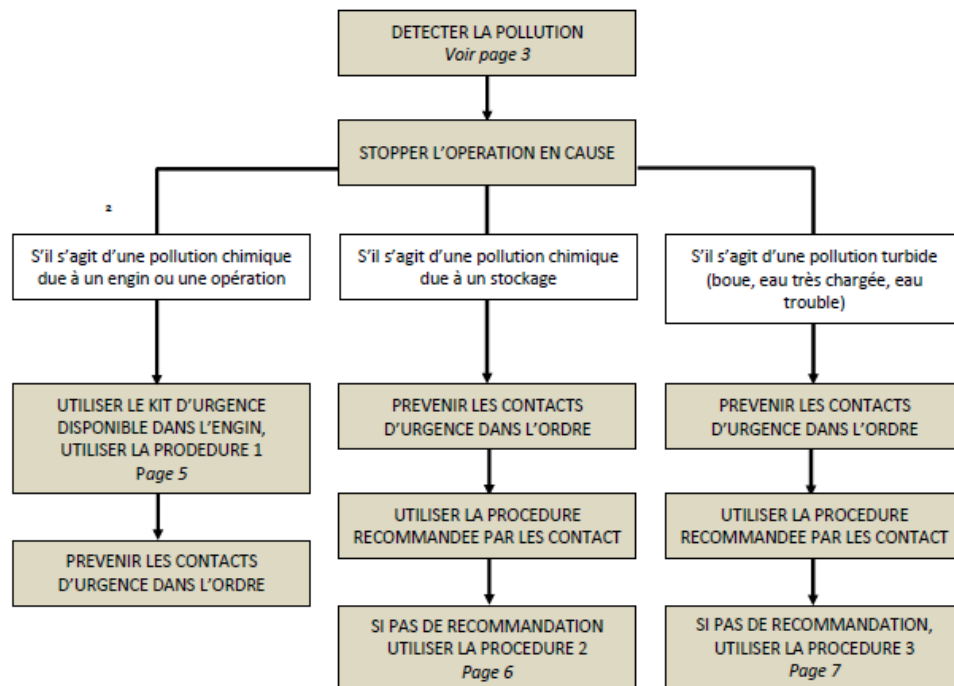 DETECTER LA POLLUTION
Voir page 3
STOPPER L'OPERATION EN CAUSE
2
S'il s'agit d'une pollution chimique
due à un engin ou une opération
S'il s'agit d'une pollution chimique
due à un stockage
S'il s'agit d'une pollution turbide
(boue, eau très chargée, eau
trouble)
UTILISER LE KIT D'URGENCE
DISPONIBLE DANS L'ENGIN,
UTILISER LA PRODEDURE 1
Page 5
PREVENIR LES CONTACTS
D'URGENCE DANS L'ORDRE
PREVENIR LES CONTACTS
D'URGENCE DANS L'ORDRE
UTILISER LA PROCEDURE
RECOMMANDEE PAR LES CONTACT
SI PAS DE RECOMMANDATION
UTILISER LA PROCEDURE 2
Page 6
PREVENIR LES CONTACTS
D'URGENCE DANS L'ORDRE
UTILISER LA PROCEDURE
RECOMMANDEE PAR LES CONTACT
SI PAS DE RECOMMANDATION,
UTILISER LA PROCEDURE 3
Page 7